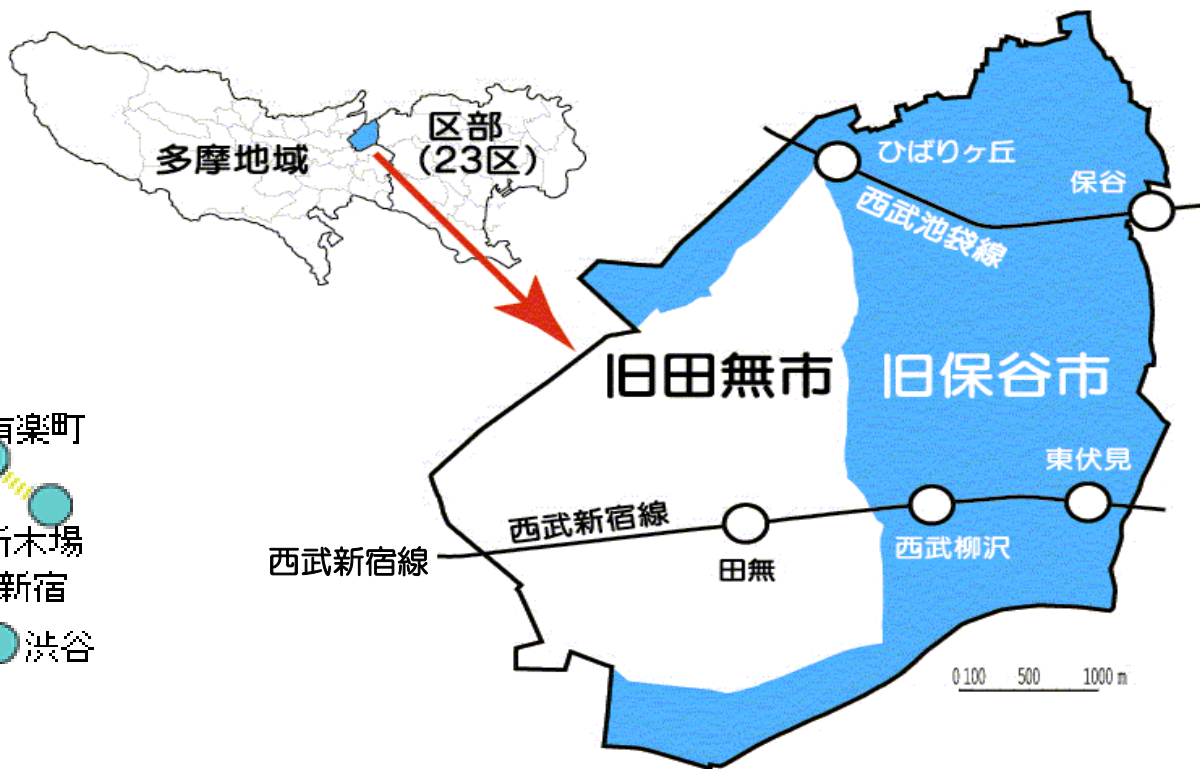 区部
(23区)
多摩地域
ひばりヶ丘
保谷
西武池袋線
旧田無市
旧保谷市
有楽町
東伏見
新木場
西武新宿線
西武新宿線
西武柳沢
田無
新宿
渋谷
0 100 500 1000 m